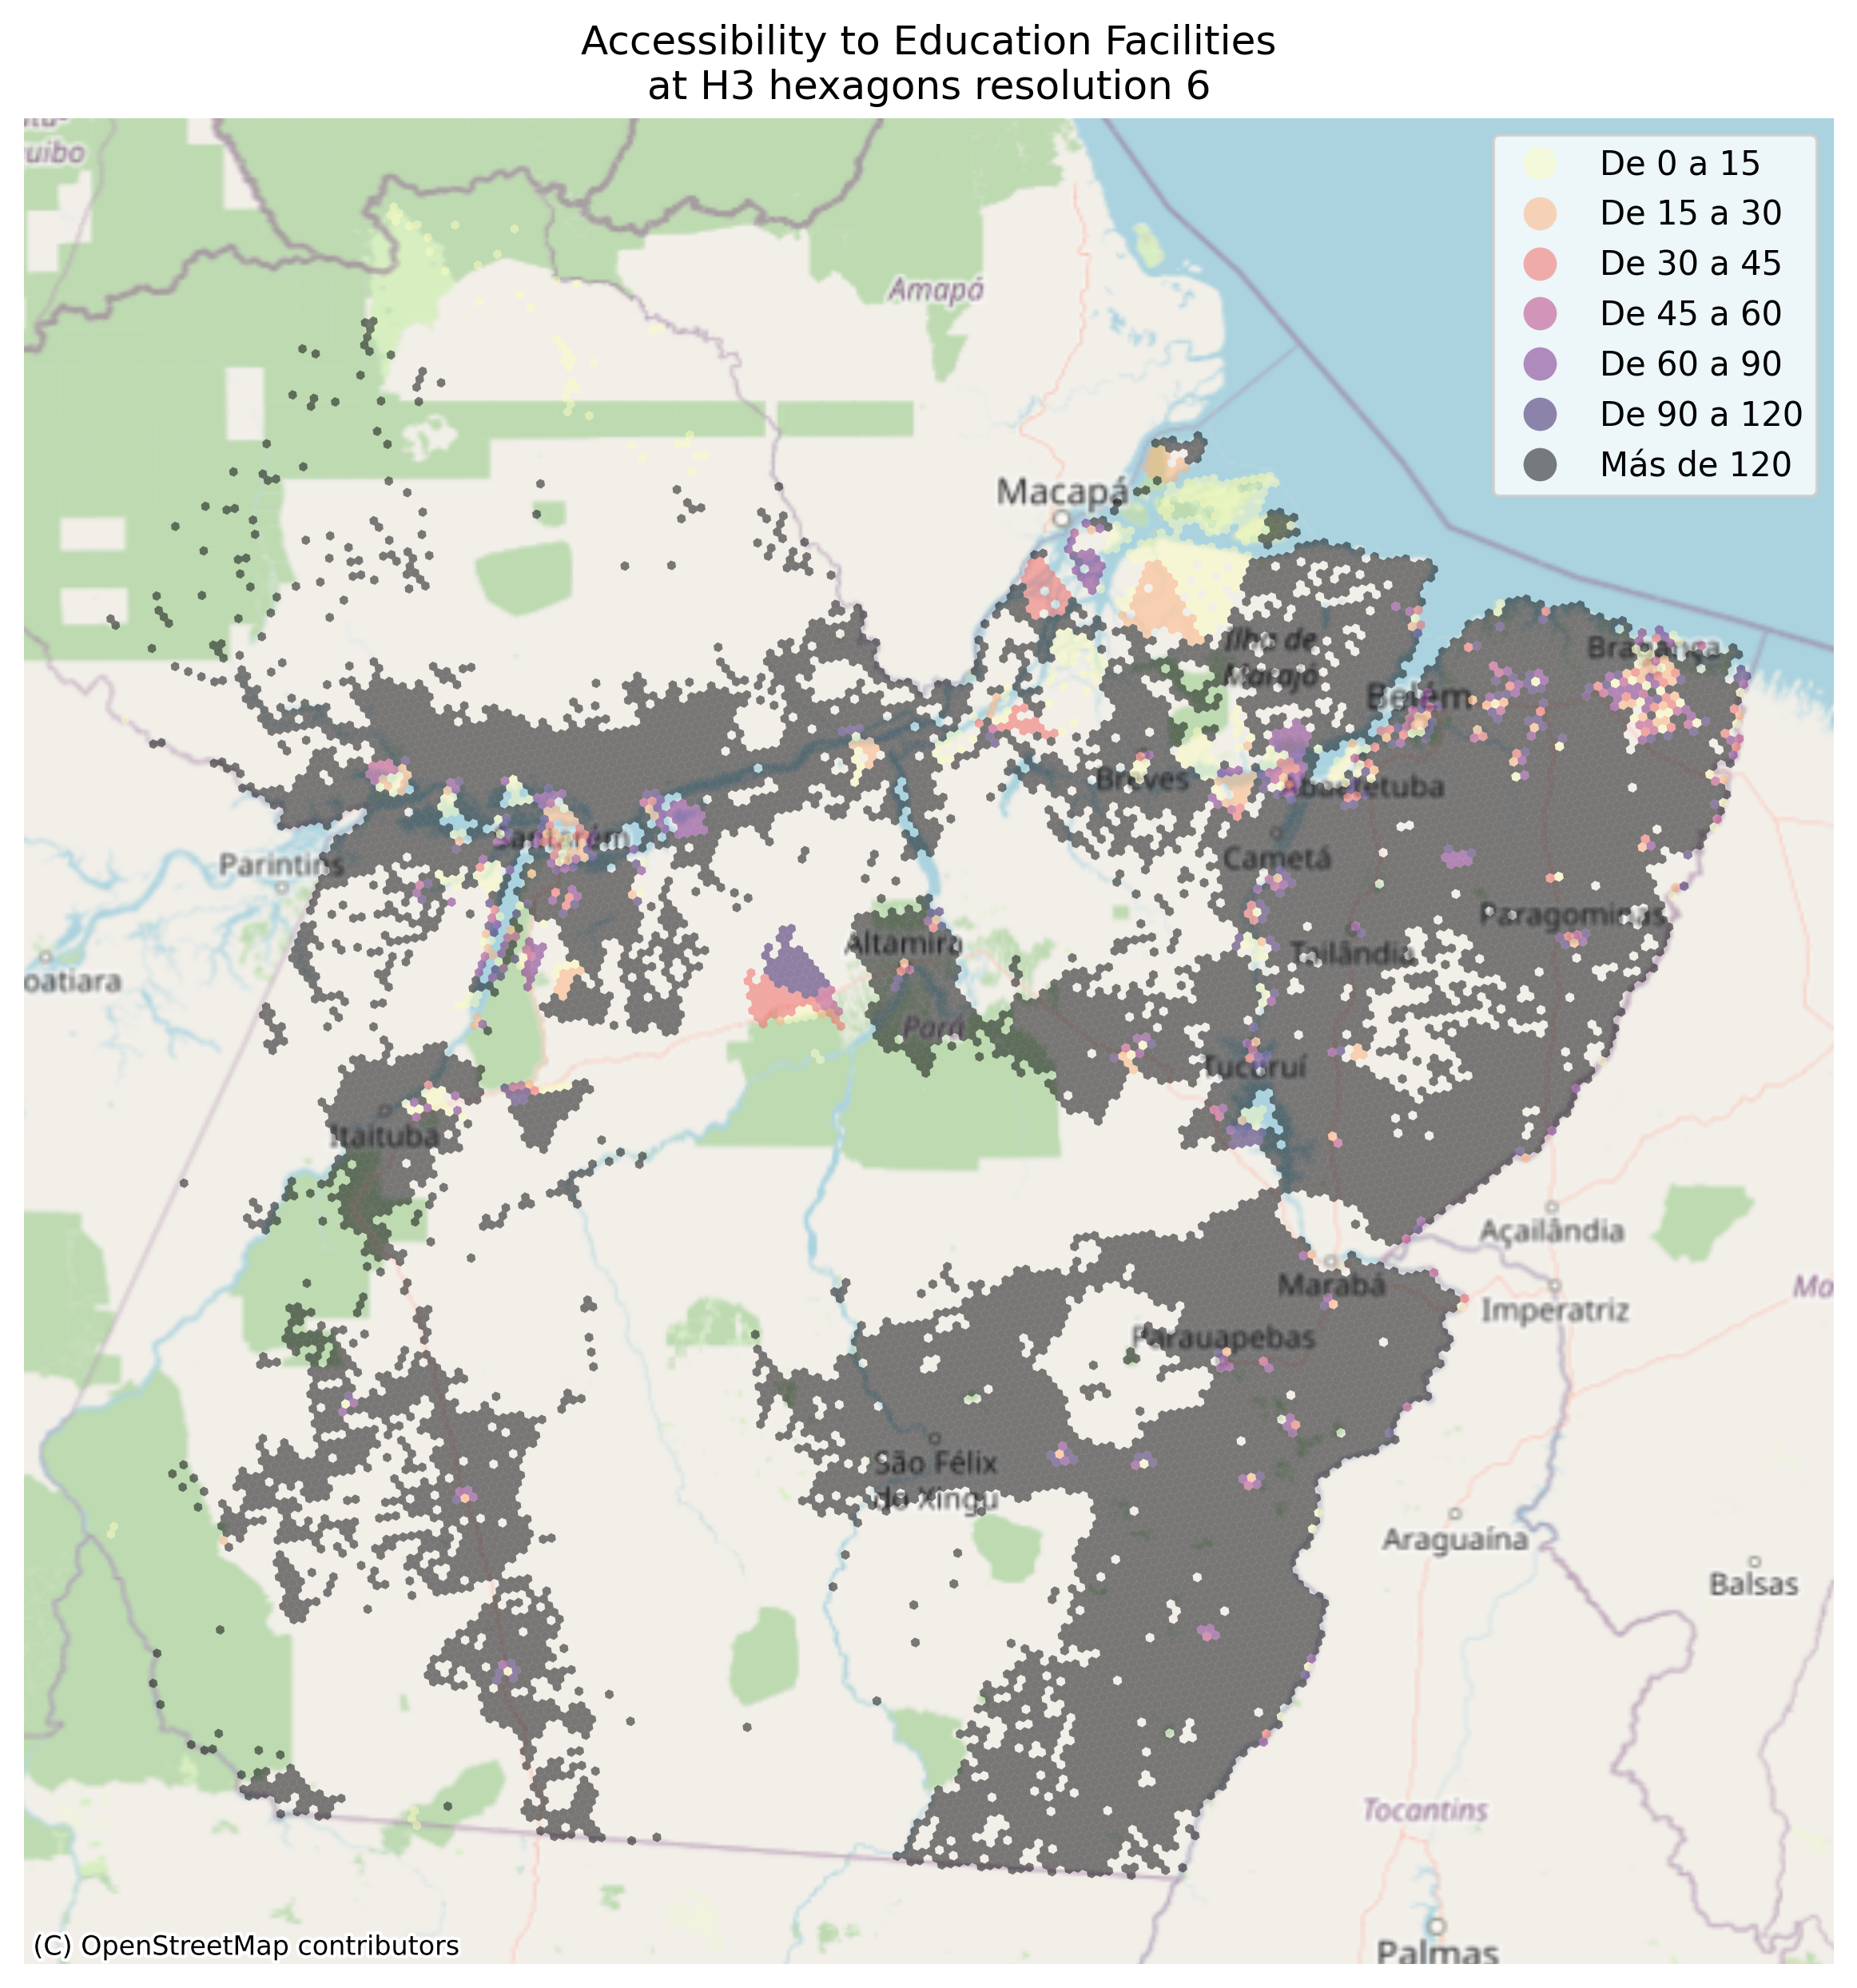 Accessibility to Education Facilities
at H3 hexagons resolution 6
uibo
De 0 a 15
De 15 a 30
De 30 a 45
De 45 a 60
De 60 a 90
De 90 a 120
Más de 120
Amapá
Macapá
Ilha de
Marajó
Bragança
Belém
Breves
Abaetetuba
Santarém
Parintins
Cametá
oatiara
Altamira
Paragominas
Tailândia
Pará
Tucuruí
Itaituba
Açailândia
Marabá
Imperatriz
Ma
Parauapebas
São Félix
do Xingu
Araguaína
Balsas
Tocantins
Palmas
(C) OpenStreetMap contributors